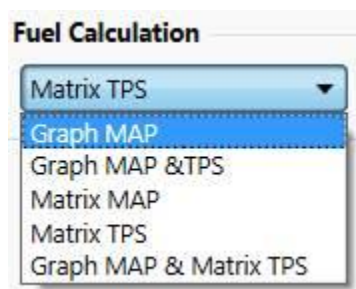 Fuel Calculation
Matrix TPS
Graph MAP
Graph MAP &TPS
Matrix MAP
Matrix TPS
Graph MAP & Matrix TPS